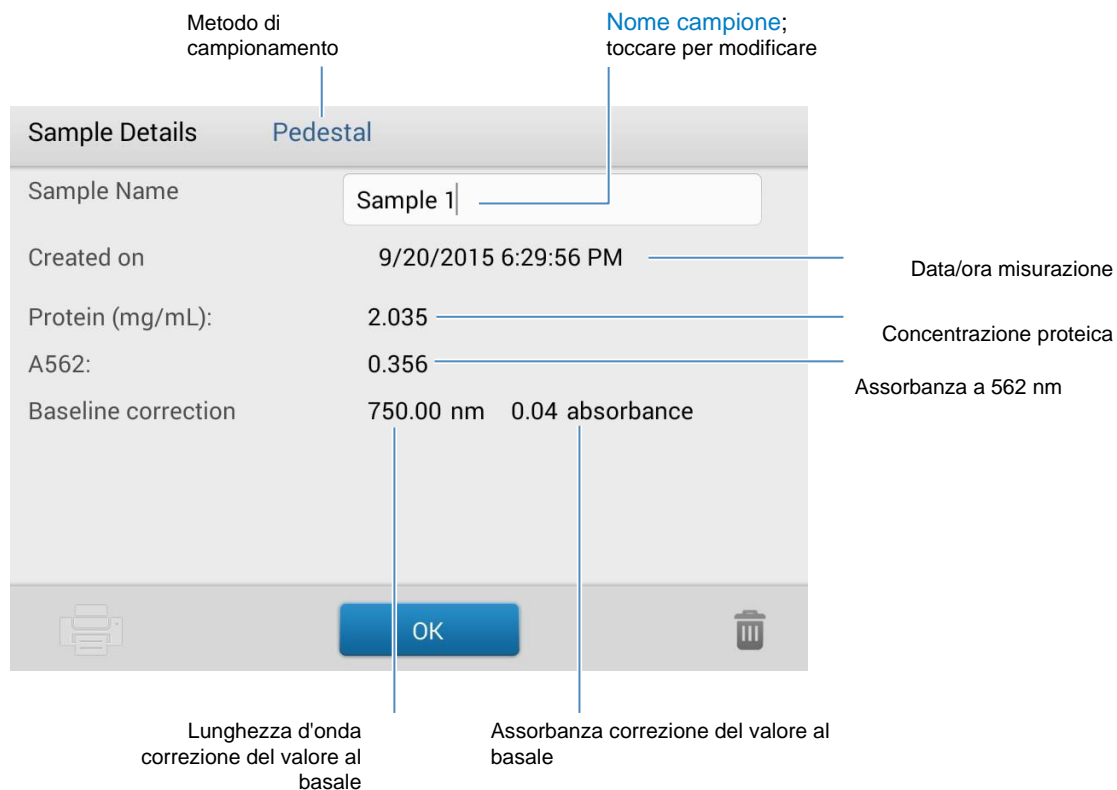 Metodo di
campionamento
Nome campione;
toccare per modificare
Sample Details Pedestal
Sample Name Sample 1
Created on 9/20/2015 6:29:56 PM
Data/ora misurazione
Protein (mg/mL): 2.035
Concentrazione proteica
A562: 0.356
Assorbanza a 562 nm
Baseline correction 750.00 nm 0.04 absorbance
OK
Lunghezza d'onda
correzione del valore al
basale
Assorbanza correzione del valore al
basale